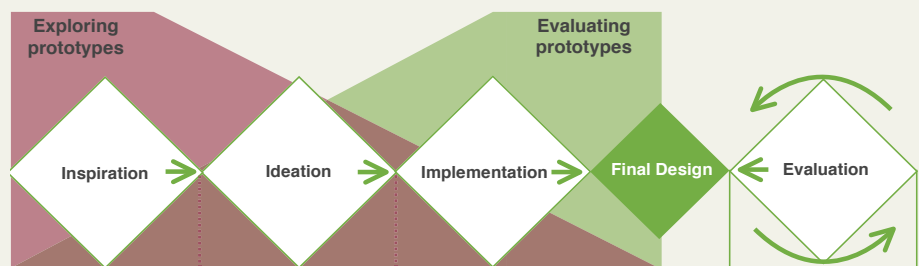 Exploring
prototypes
Evaluating
prototypes
Inspiration
Ideation
Implementation
Final Design
Evaluation